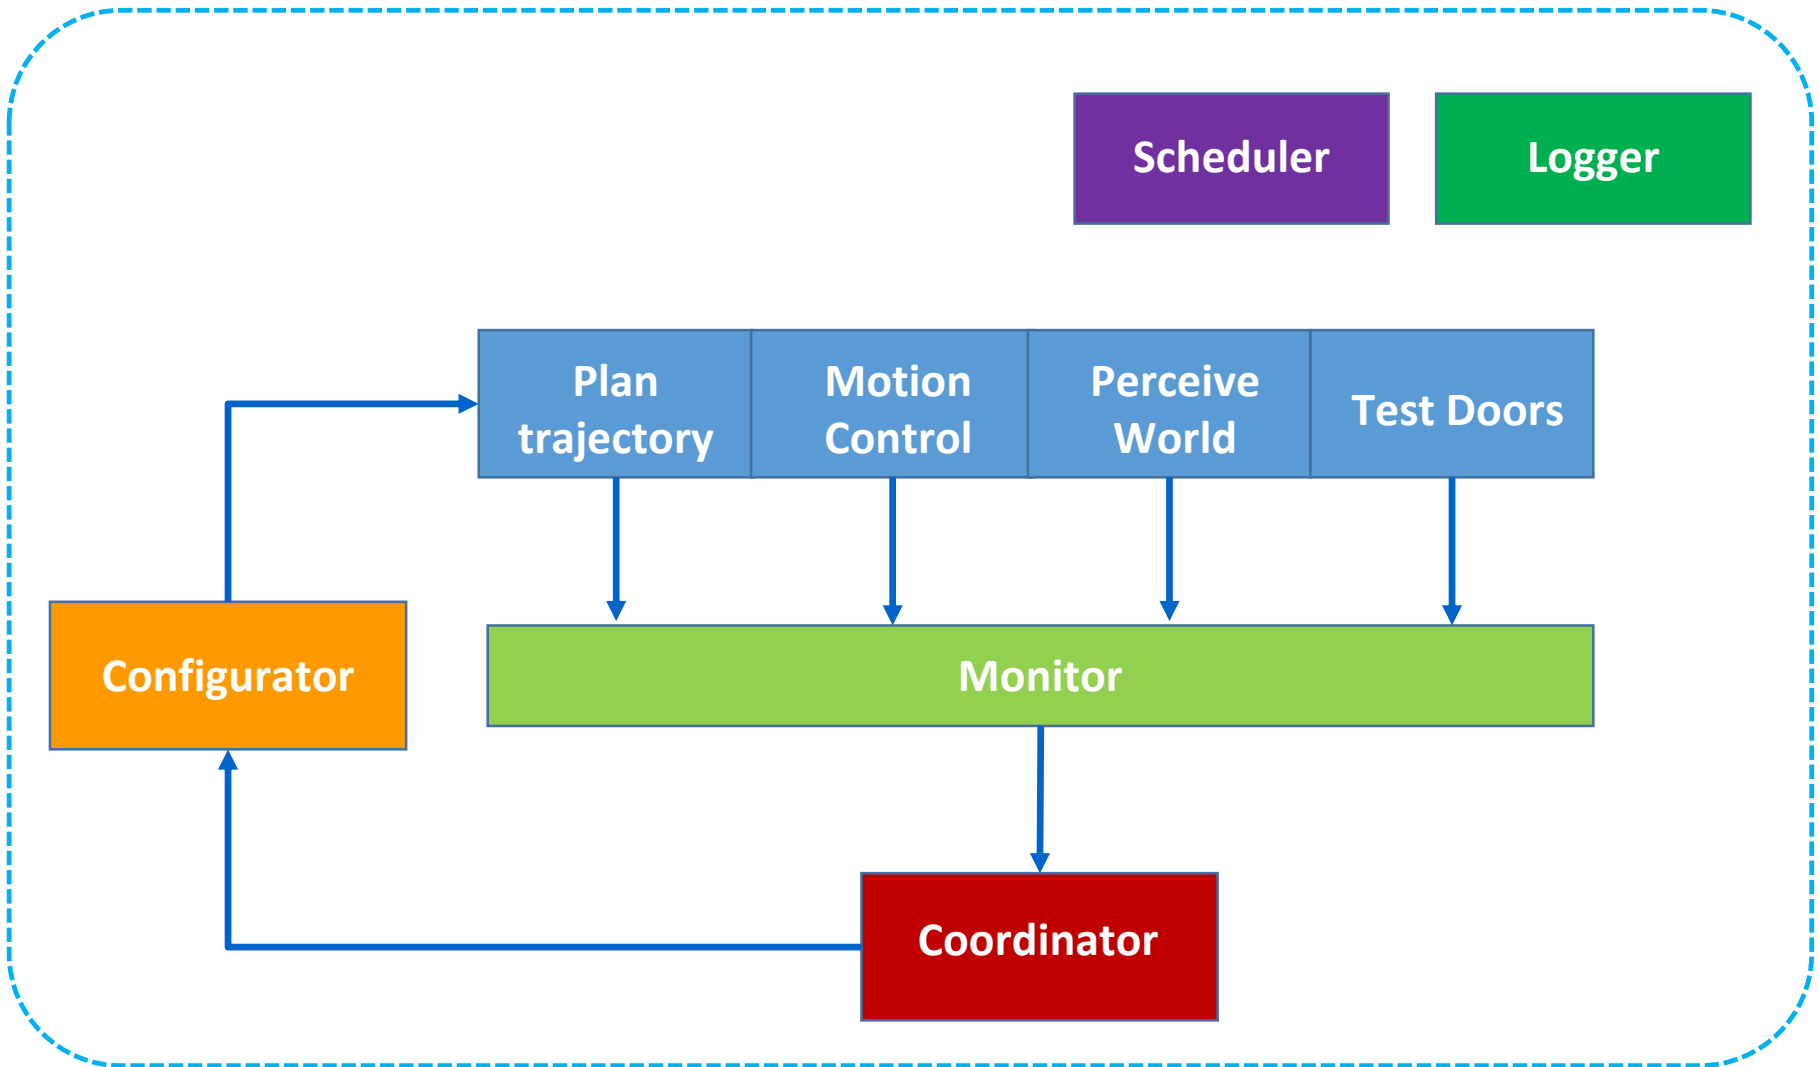 Scheduler
Logger
Plan
trajectory
Motion
Control
Perceive
World
Test Doors
Configurator
Monitor
Coordinator